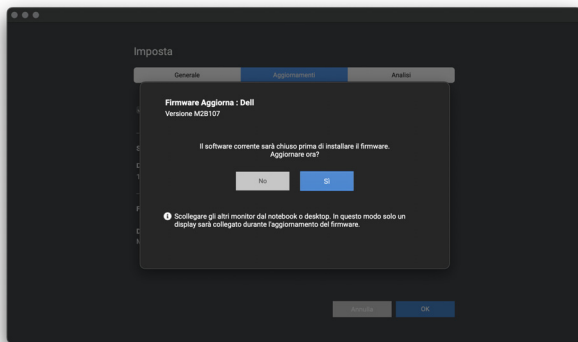 Imposta
Generale
Aggiornamenti
Analisi
Firmware Aggiorna : Dell
Versione M2B107
Il software corrente sarà chiuso prima di installare il firmware.
Aggiornare ora?
No
Sì
Scollegare gli altri monitor dal notebook o desktop. In questo modo solo un
display sarà collegato durante l'aggiornamento del firmware.
Annulla
OK